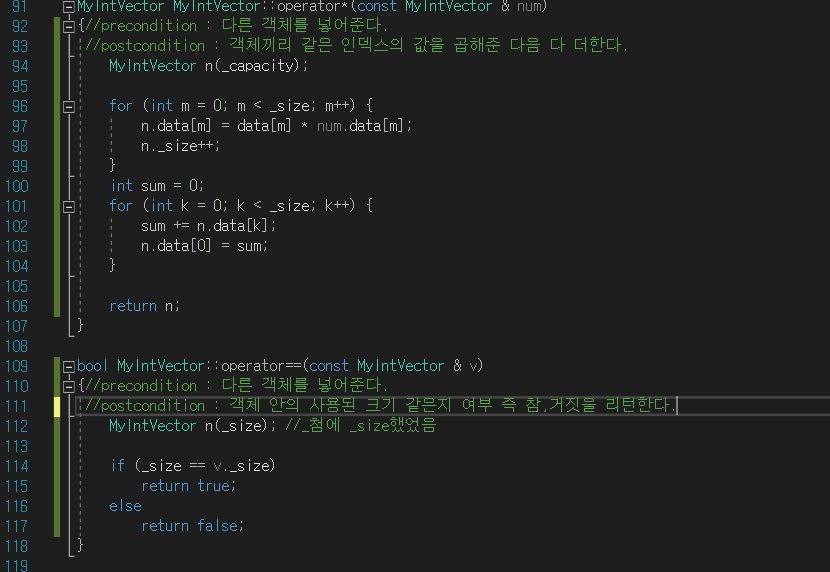 91 MyIntVector MyIntVector::operator*(const MyIntVector & num)
92 {//precondition : 다른 객체를 넣어준다.
93 //postcondition : 객체끼리 같은 인덱스의 값을 곱해준 다음 다 더한다.
94 MyIntVector n(_capacity);
95
96 for (int m = 0; m < _size; m++) {
97 n.data[m] = data[m] * num.data[m];
98 n._size++;
99 }
100 int sum = 0;
101 for (int k = 0; k < _size; k++) {
102 sum += n.data[k];
103 n.data[0] = sum;
104 }
105
106 return n;
107 }
108
109 bool MyIntVector::operator==(const MyIntVector & v)
110 {//precondition : 다른 객체를 넣어준다.
111 //postcondition : 객체 안의 사용된 크기 같은지 여부 즉 참,거짓을 리턴한다.
112 MyIntVector n(_size); //_첨에 _size했었음
113
114 if (_size == v._size)
115 return true;
116 else
117 return false;
118 }
119